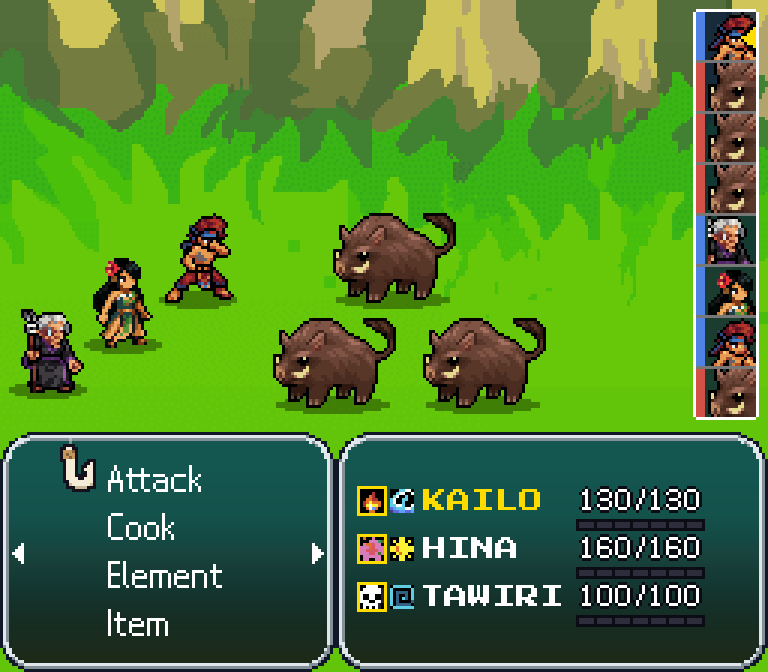 Attack
Cook
Element
Item
KAILO 130/130
HINA 160/160
TAWIRI 100/100